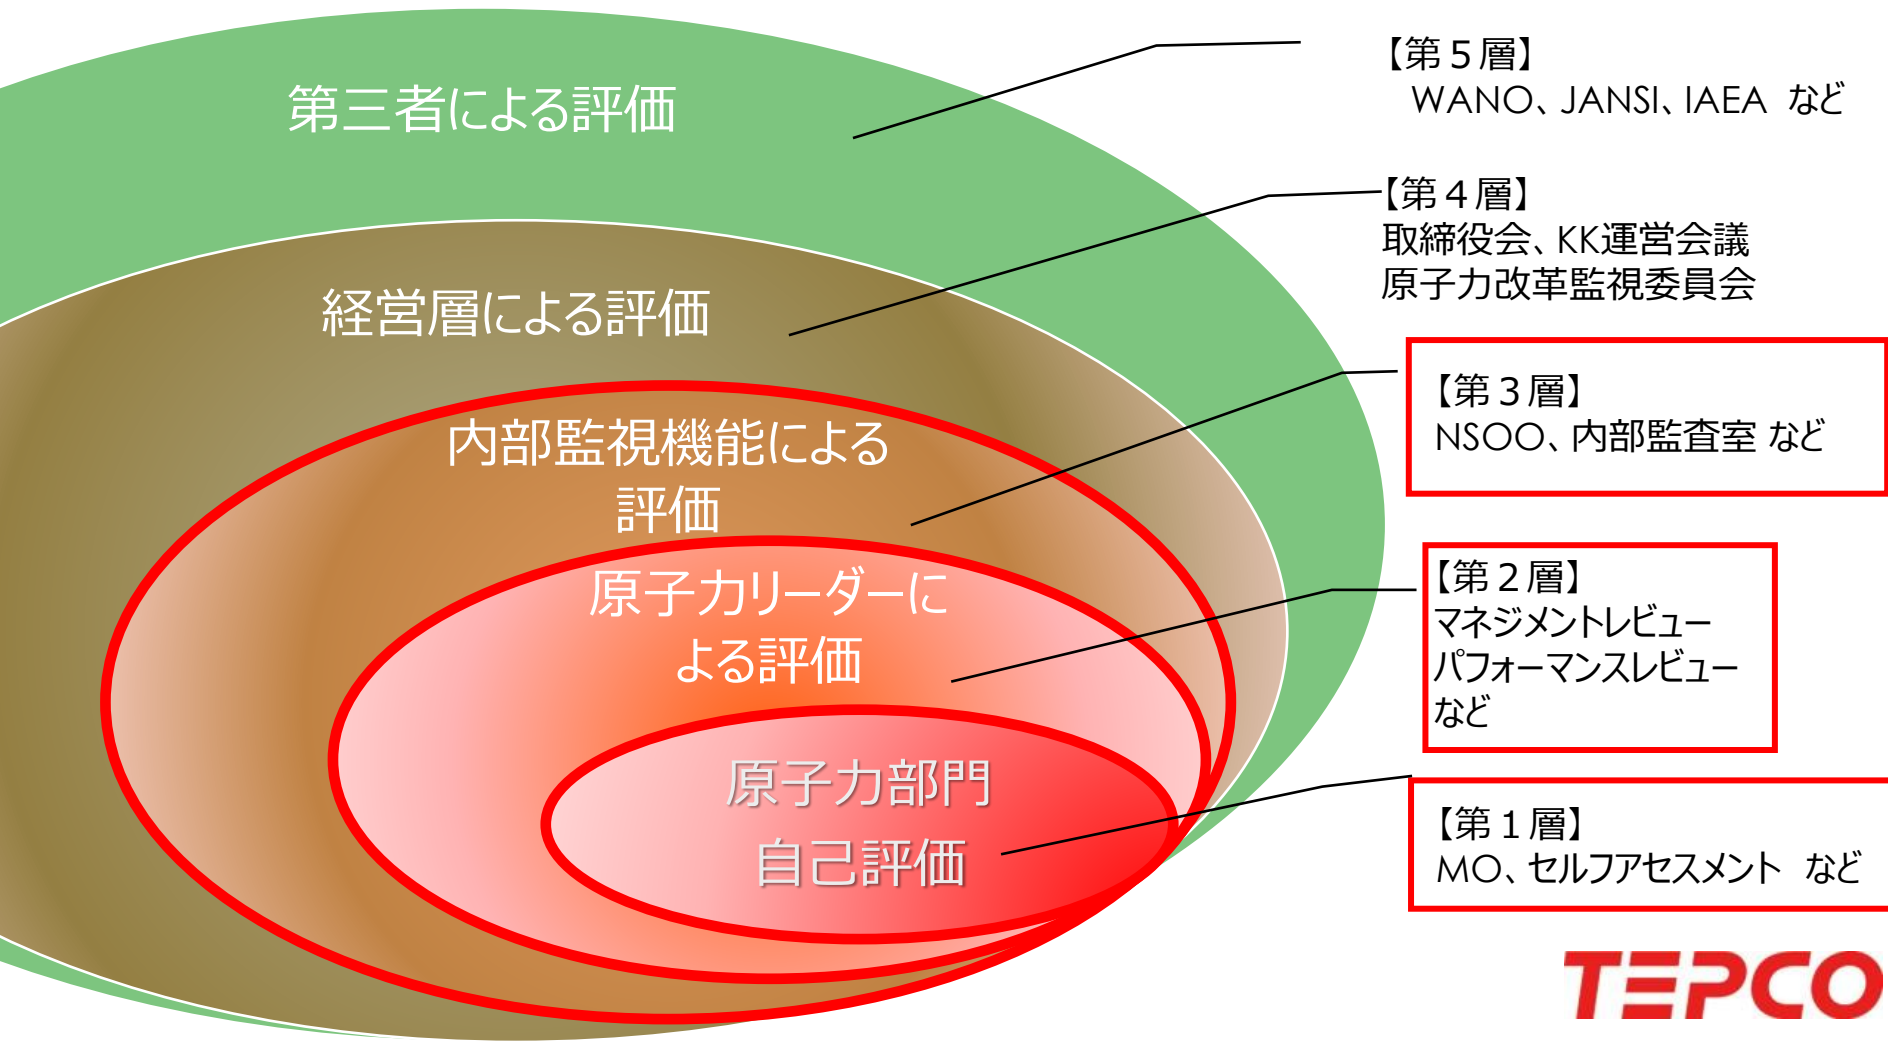 第三者による評価
経営層による評価
内部監視機能による
評価
原子力リーダーに
よる評価
原子力部門
自己評価
【第５層】
WANO、JANSI、IAEA など
【第４層】
取締役会、KK運営会議
原子力改革監視委員会
【第３層】
NSOO、内部監査室 など
【第２層】
マネジメントレビュー
パフォーマンスレビュー
など
【第１層】
MO、セルフアセスメント など
TEPCO